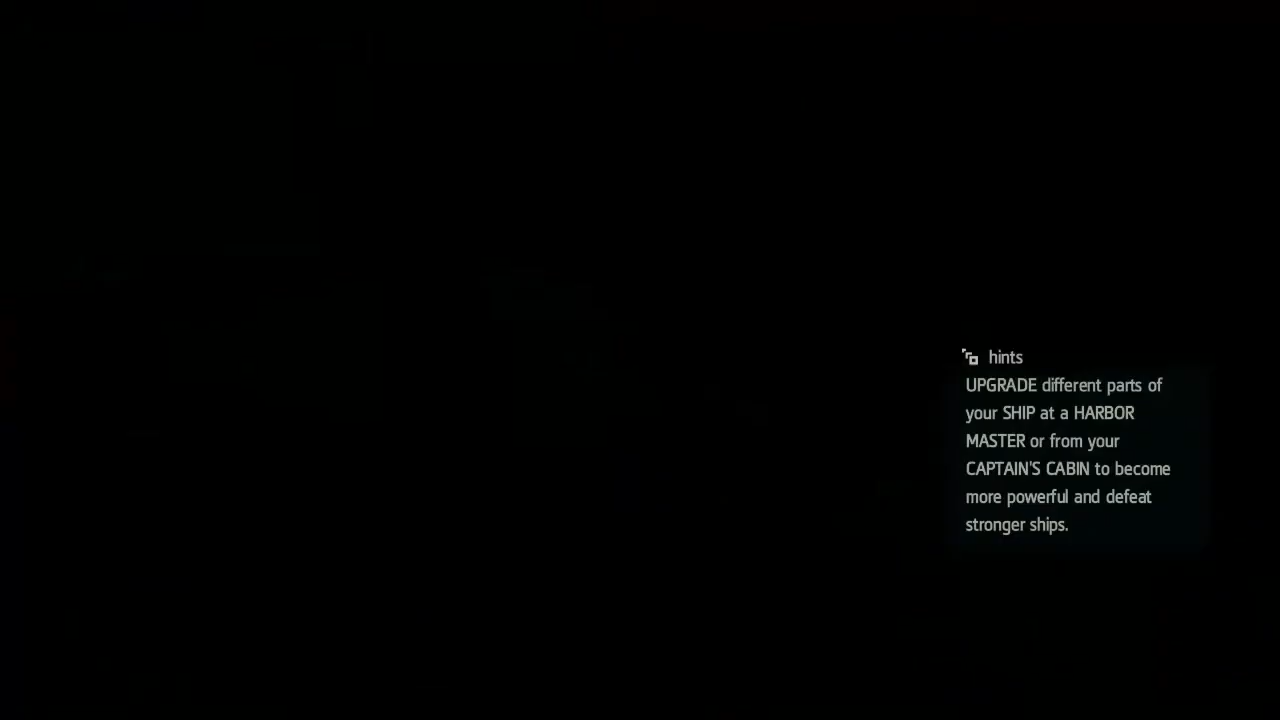 hints
UPGRADE different parts of
your SHIP at a HARBOR
MASTER or from your
CAPTAIN'S CABIN to become
more powerful and defeat
stronger ships.